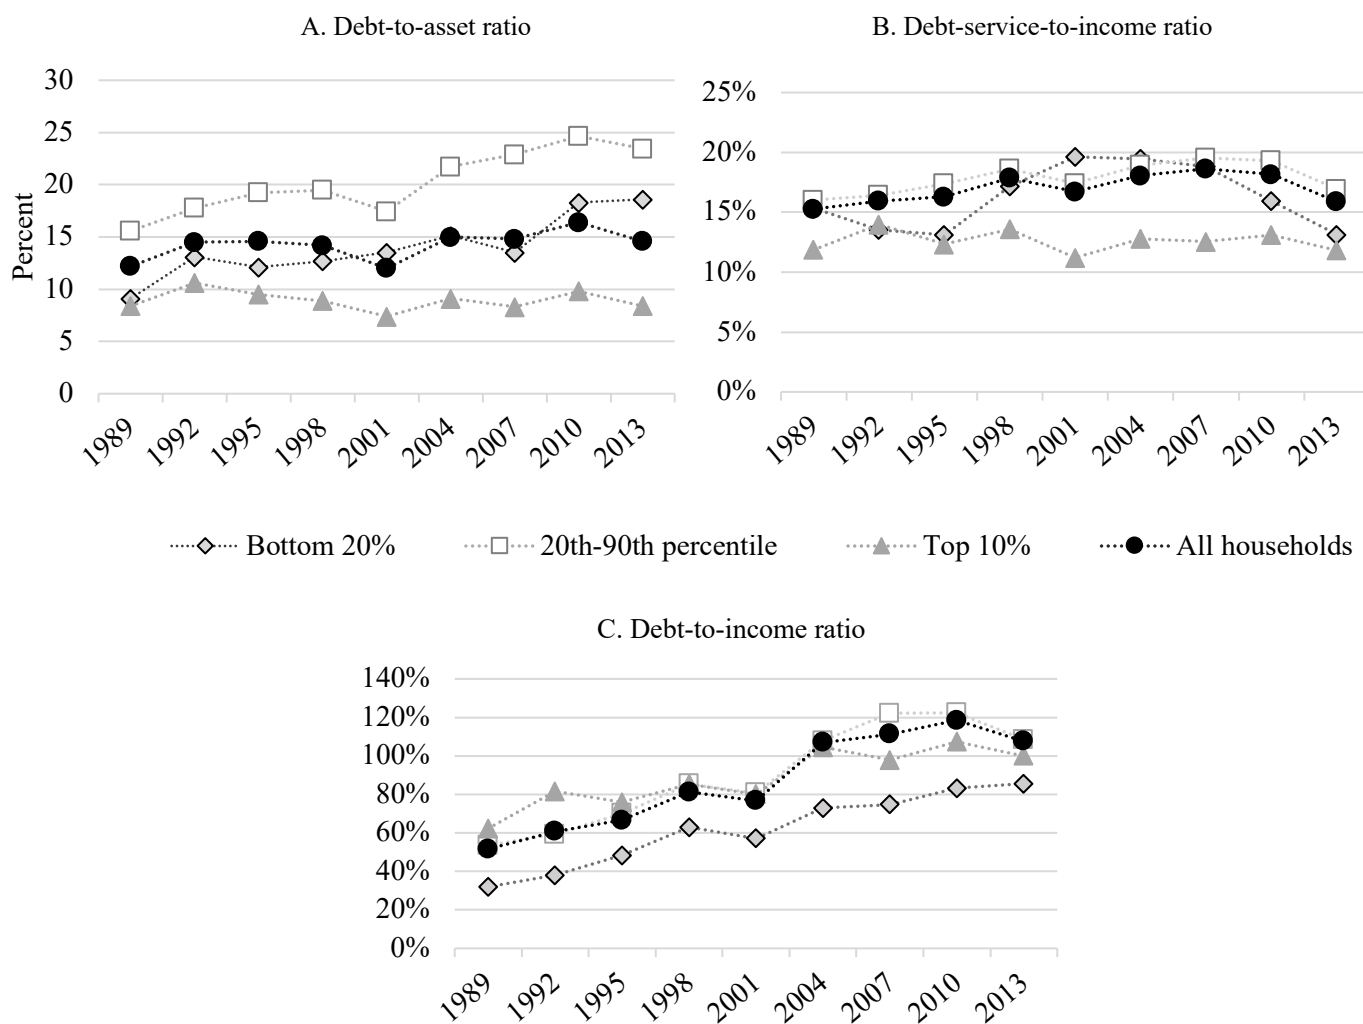 A. Debt-to-asset ratio
Percent
30
25
20
15
10
5
0
1989 1992 1995 1998 2001 2004 2007 2010 2013
B. Debt-service-to-income ratio
25%
20%
15%
10%
5%
0%
1989 1992 1995 1998 2001 2004 2007 2010 2013
Bottom 20% 20th-90th percentile Top 10% All households
C. Debt-to-income ratio
140%
120%
100%
80%
60%
40%
20%
0%
1989 1992 1995 1998 2001 2004 2007 2010 2013